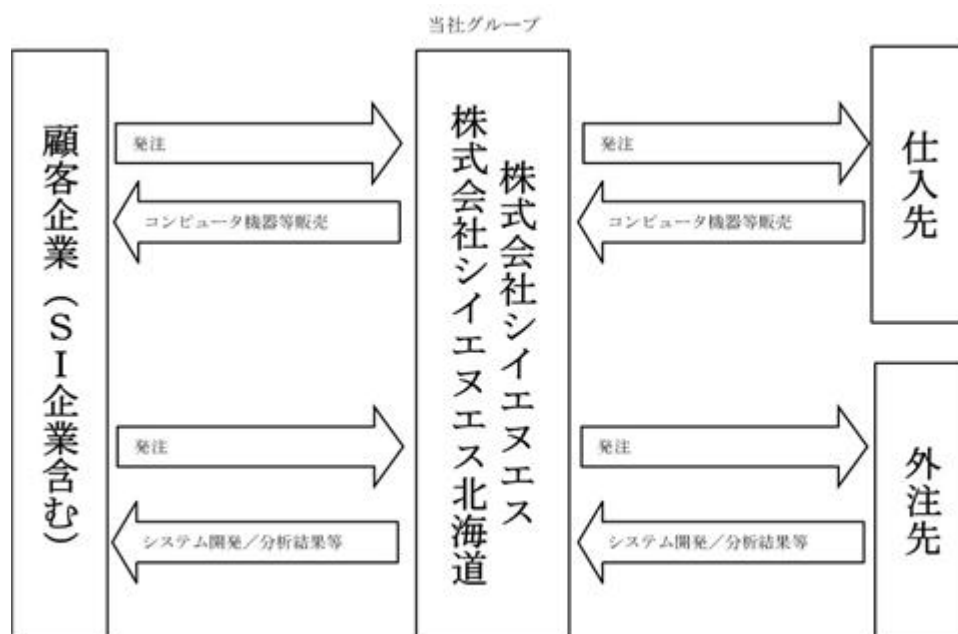 当社グループ
顧客企業（ＳＩ企業含む）
発注
コンピュータ機器等販売
発注
システム開発／分析結果等
株式会社シイエヌエス
株式会社シイエヌエス北海道
発注
コンピュータ機器等販売
発注
システム開発／分析結果等
仕入先
外注先